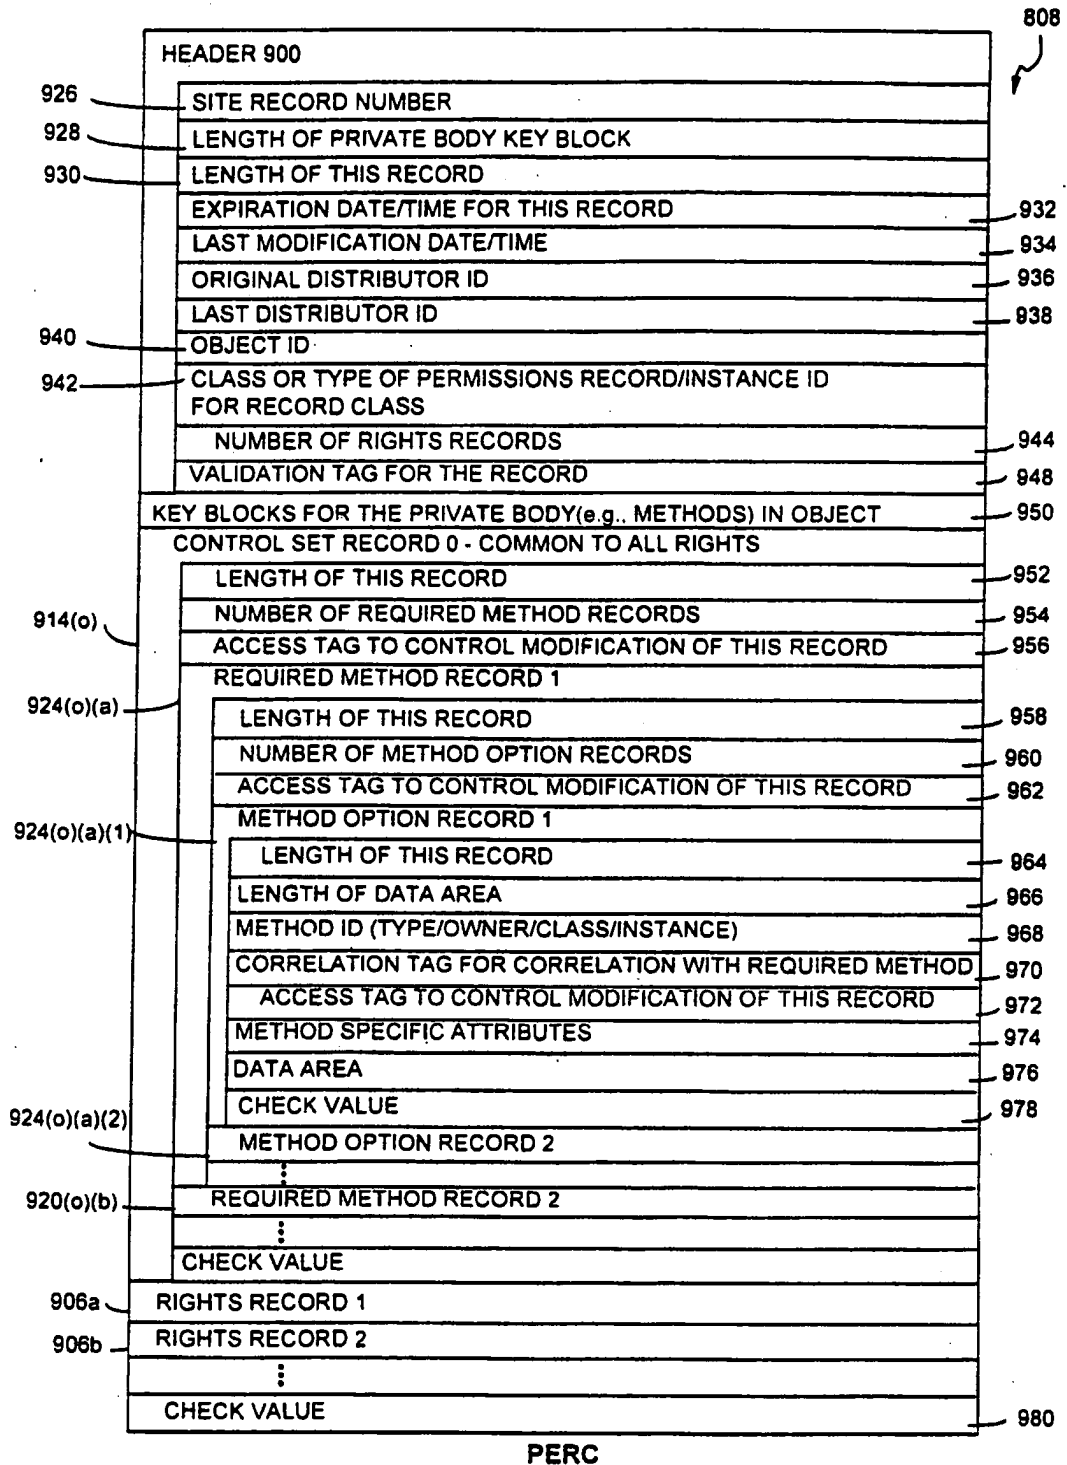 808
HEADER 900
926 SITE RECORD NUMBER
928 LENGTH OF PRIVATE BODY KEY BLOCK
930 LENGTH OF THIS RECORD
EXPIRATION DATE/TIME FOR THIS RECORD 932
LAST MODIFICATION DATE/TIME 934
ORIGINAL DISTRIBUTOR ID 936
LAST DISTRIBUTOR ID 938
940 OBJECT ID
942 CLASS OR TYPE OF PERMISSIONS RECORD/INSTANCE ID
FOR RECORD CLASS
NUMBER OF RIGHTS RECORDS 944
VALIDATION TAG FOR THE RECORD 948
KEY BLOCKS FOR THE PRIVATE BODY(e.g., METHODS) IN OBJECT 950
CONTROL SET RECORD 0 - COMMON TO ALL RIGHTS
LENGTH OF THIS RECORD 952
914(o) NUMBER OF REQUIRED METHOD RECORDS 954
ACCESS TAG TO CONTROL MODIFICATION OF THIS RECORD 956
REQUIRED METHOD RECORD 1
924(o)(a) LENGTH OF THIS RECORD 958
NUMBER OF METHOD OPTION RECORDS 960
ACCESS TAG TO CONTROL MODIFICATION OF THIS RECORD 962
924(o)(a)(1) METHOD OPTION RECORD 1
LENGTH OF THIS RECORD 964
LENGTH OF DATA AREA 966
METHOD ID (TYPE/OWNER/CLASS/INSTANCE) 968
CORRELATION TAG FOR CORRELATION WITH REQUIRED METHOD 970
ACCESS TAG TO CONTROL MODIFICATION OF THIS RECORD 972
METHOD SPECIFIC ATTRIBUTES 974
DATA AREA 976
CHECK VALUE 978
924(o)(a)(2) METHOD OPTION RECORD 2
920(o)(b) REQUIRED METHOD RECORD 2
CHECK VALUE
906a RIGHTS RECORD 1
906b RIGHTS RECORD 2
CHECK VALUE 980
PERC